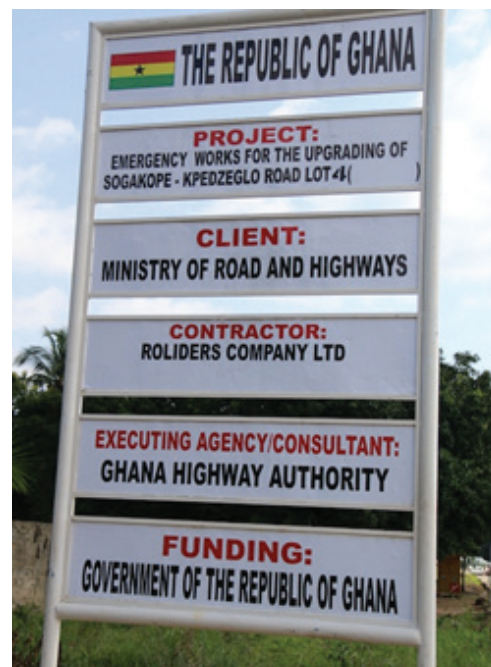 THE REPUBLIC OF GHANA
PROJECT:
EMERGENCY WORKS FOR THE UPGRADING OF
SOGAKOPE - KPEDZEGLO ROAD LOT 4( )
CLIENT:
MINISTRY OF ROAD AND HIGHWAYS
CONTRACTOR:
ROLIDERS COMPANY LTD
EXECUTING AGENCY/CONSULTANT:
GHANA HIGHWAY AUTHORITY
FUNDING:
GOVERNMENT OF THE REPUBLIC OF GHANA